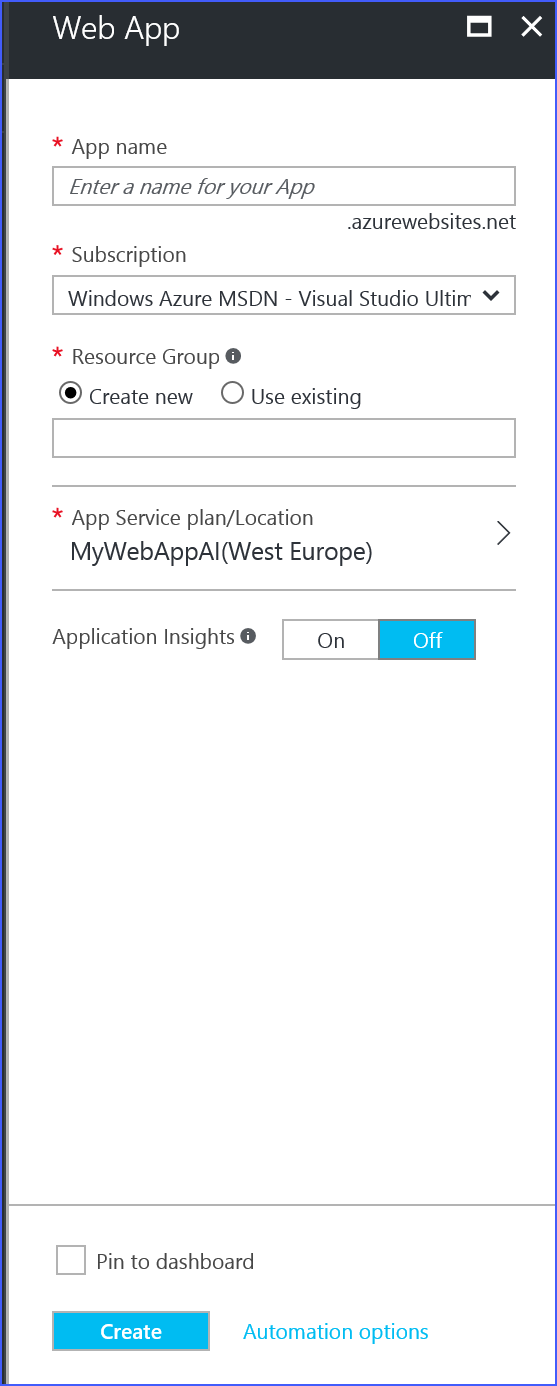 Web App
* App name
Enter a name for your App
.azurewebsites.net
* Subscription
Windows Azure MSDN - Visual Studio Ultim
* Resource Group
Create new Use existing
* App Service plan/Location
MyWebAppAI(West Europe)
Application Insights On Off
Pin to dashboard
Create Automation options